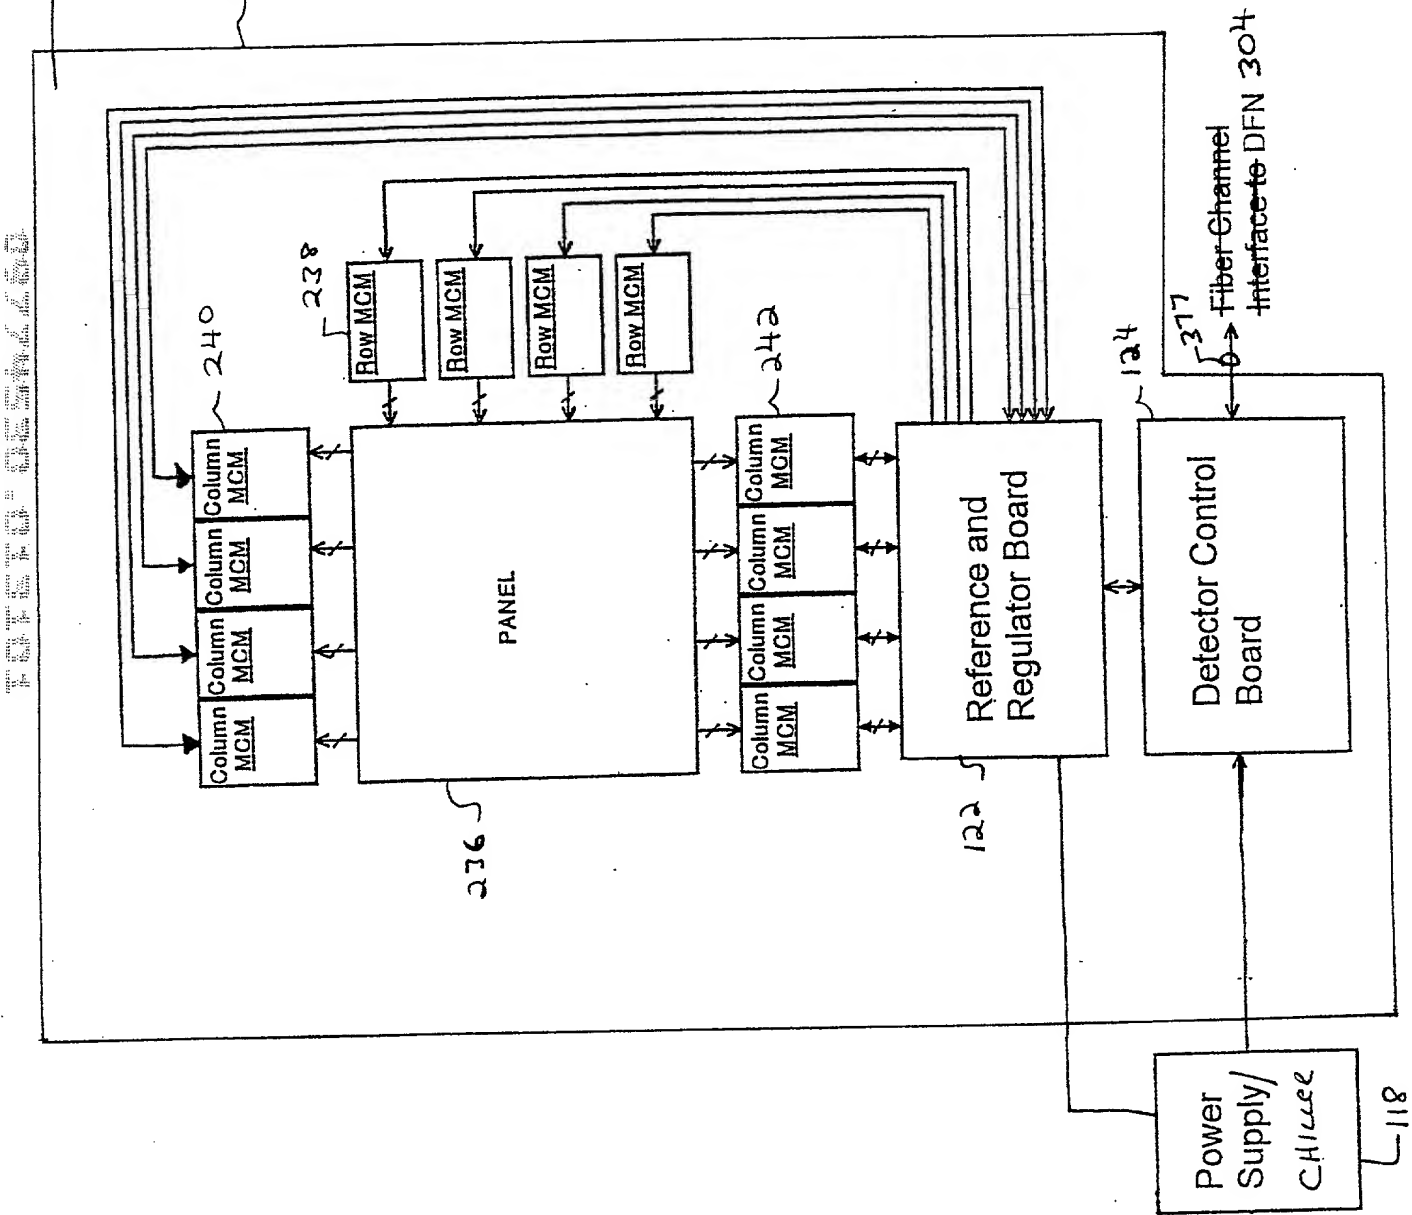 240
Column
MCM
Column
MCM
Column
MCM
Column
MCM
238
Row MCM
Row MCM
Row MCM
Row MCM
PANEL
236
242
Column
MCM
Column
MCM
Column
MCM
Column
MCM
Reference and
Regulator Board
122
Detector Control
Board
124
377
Fiber Channel
Interface to DFN 304
Power
Supply/
CHILLER
118